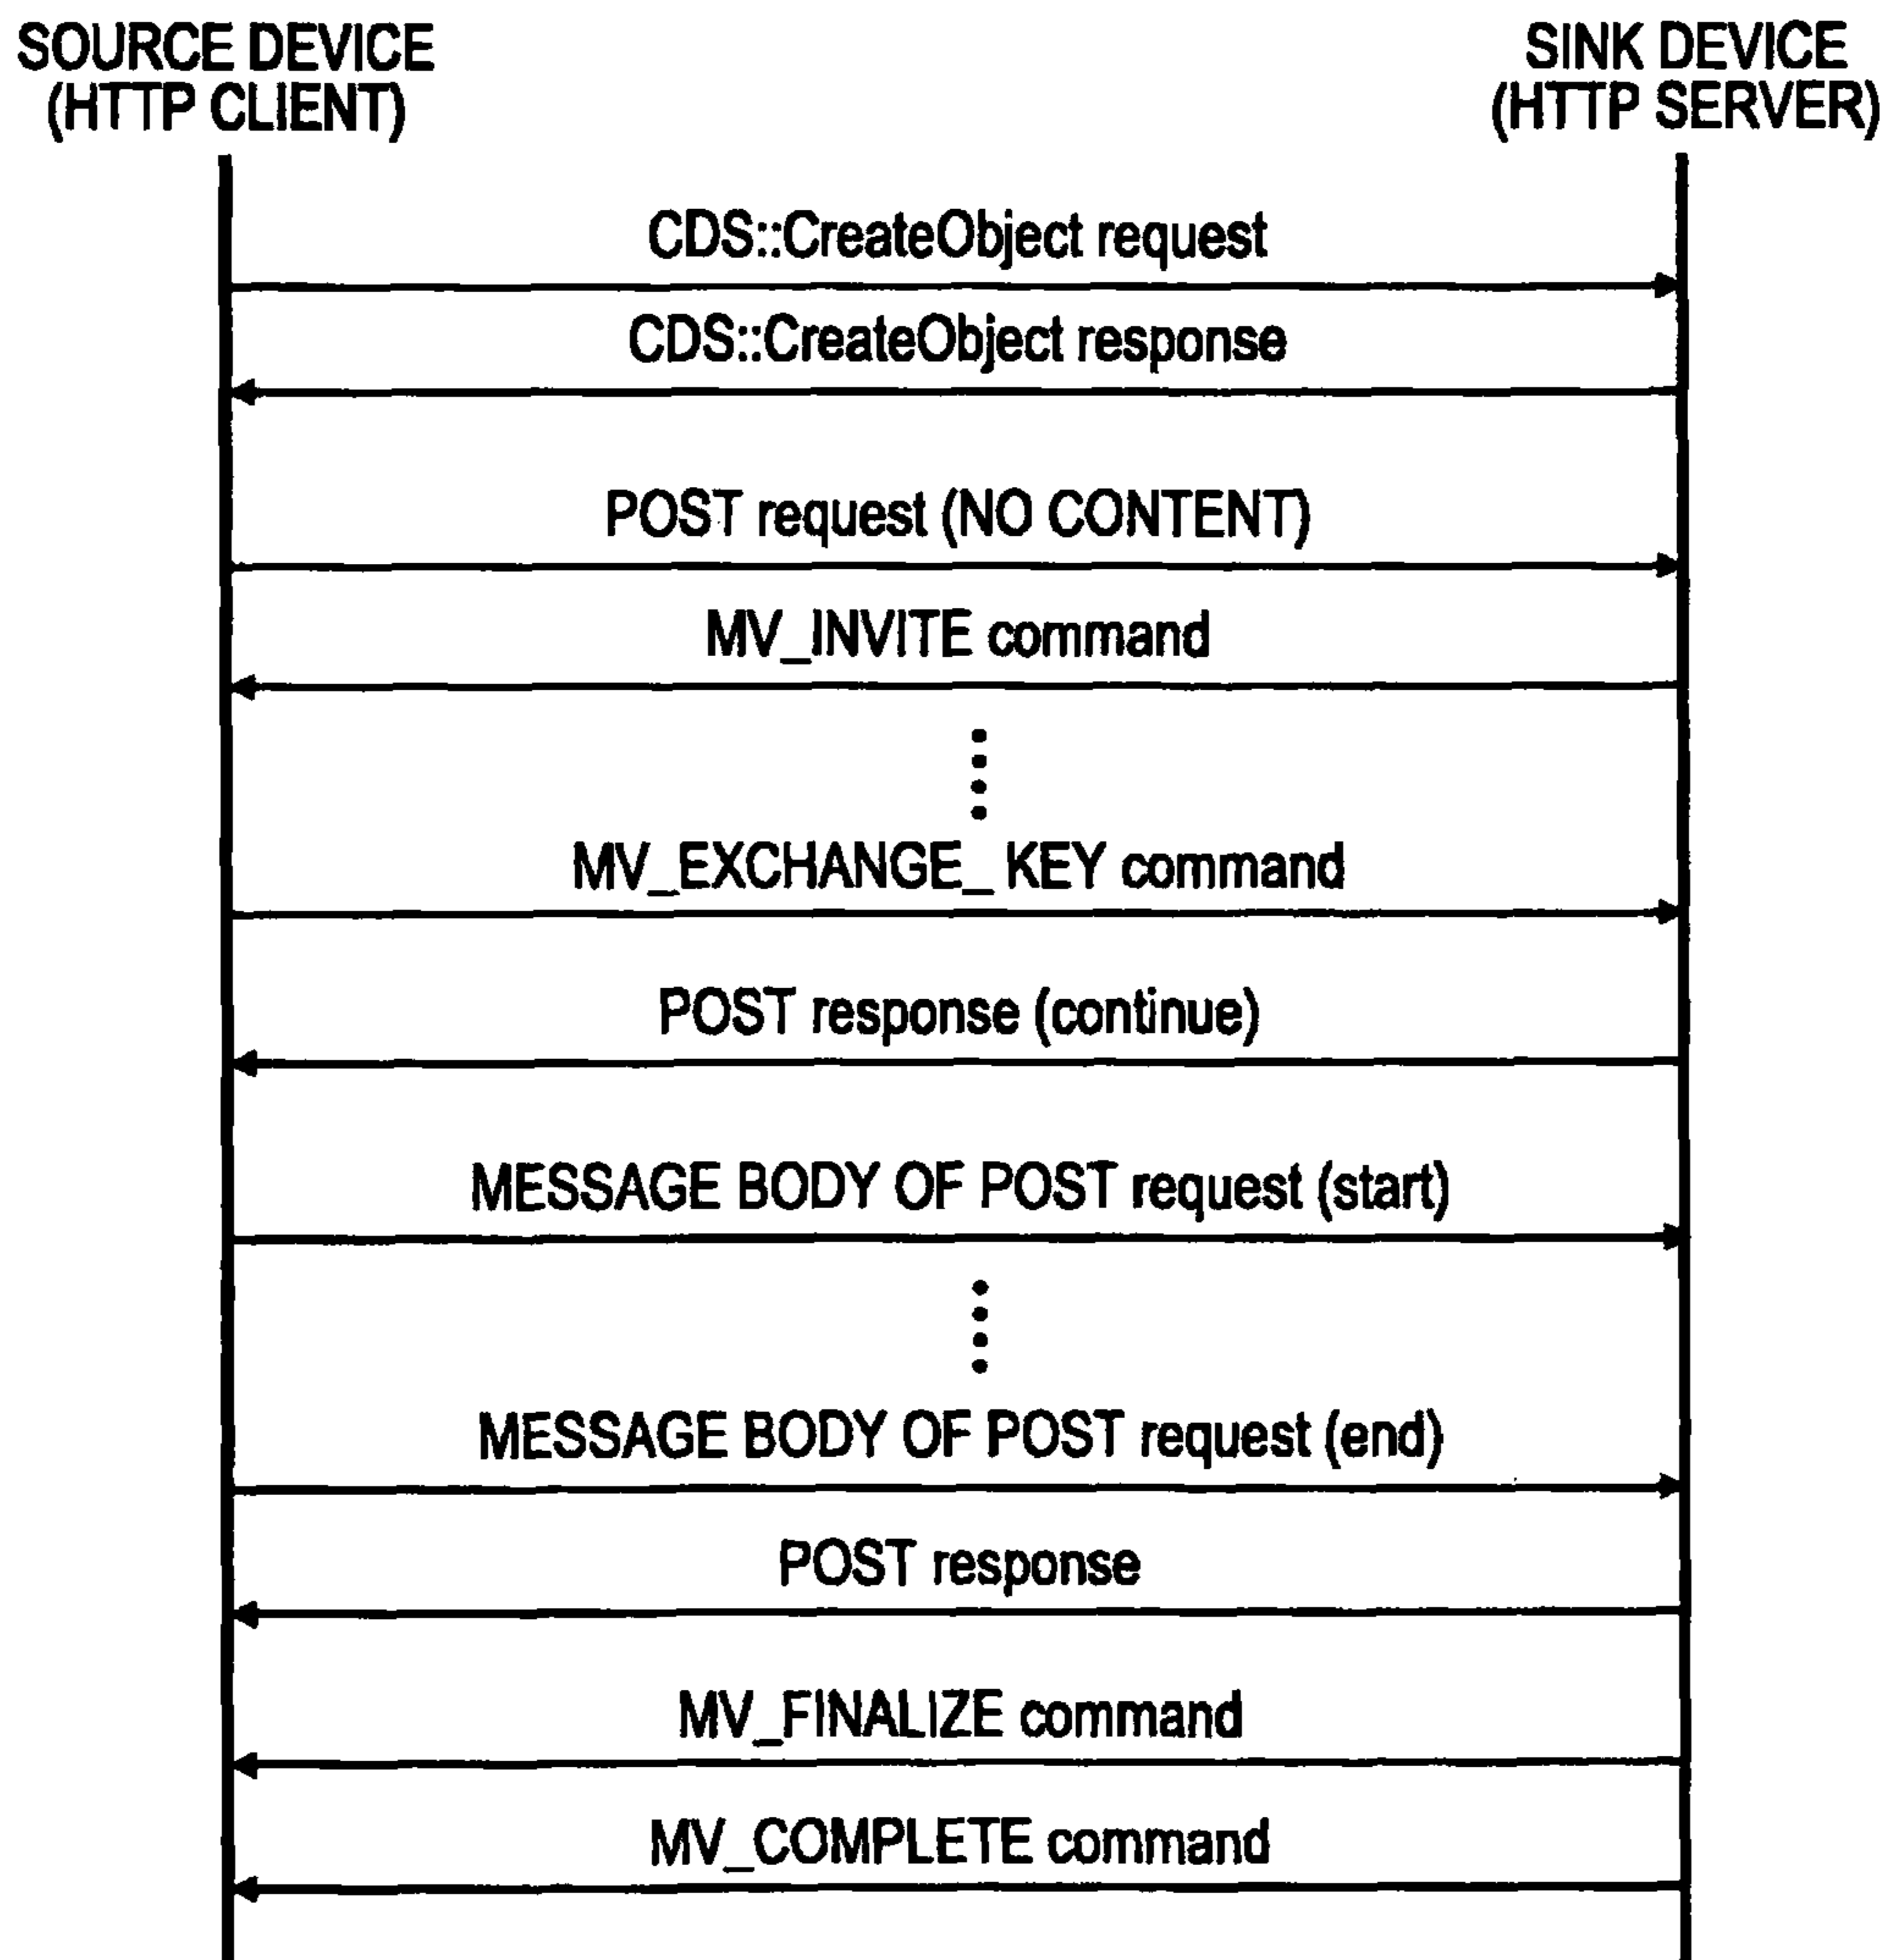 SOURCE DEVICE
(HTTP CLIENT)
SINK DEVICE
(HTTP SERVER)
CDS::CreateObject request
CDS::CreateObject response
POST request (NO CONTENT)
MV_INVITE command
MV_EXCHANGE_ KEY command
POST response (continue)
MESSAGE BODY OF POST request (start)
MESSAGE BODY OF POST request (end)
POST response
MV_FINALIZE command
MV_COMPLETE command